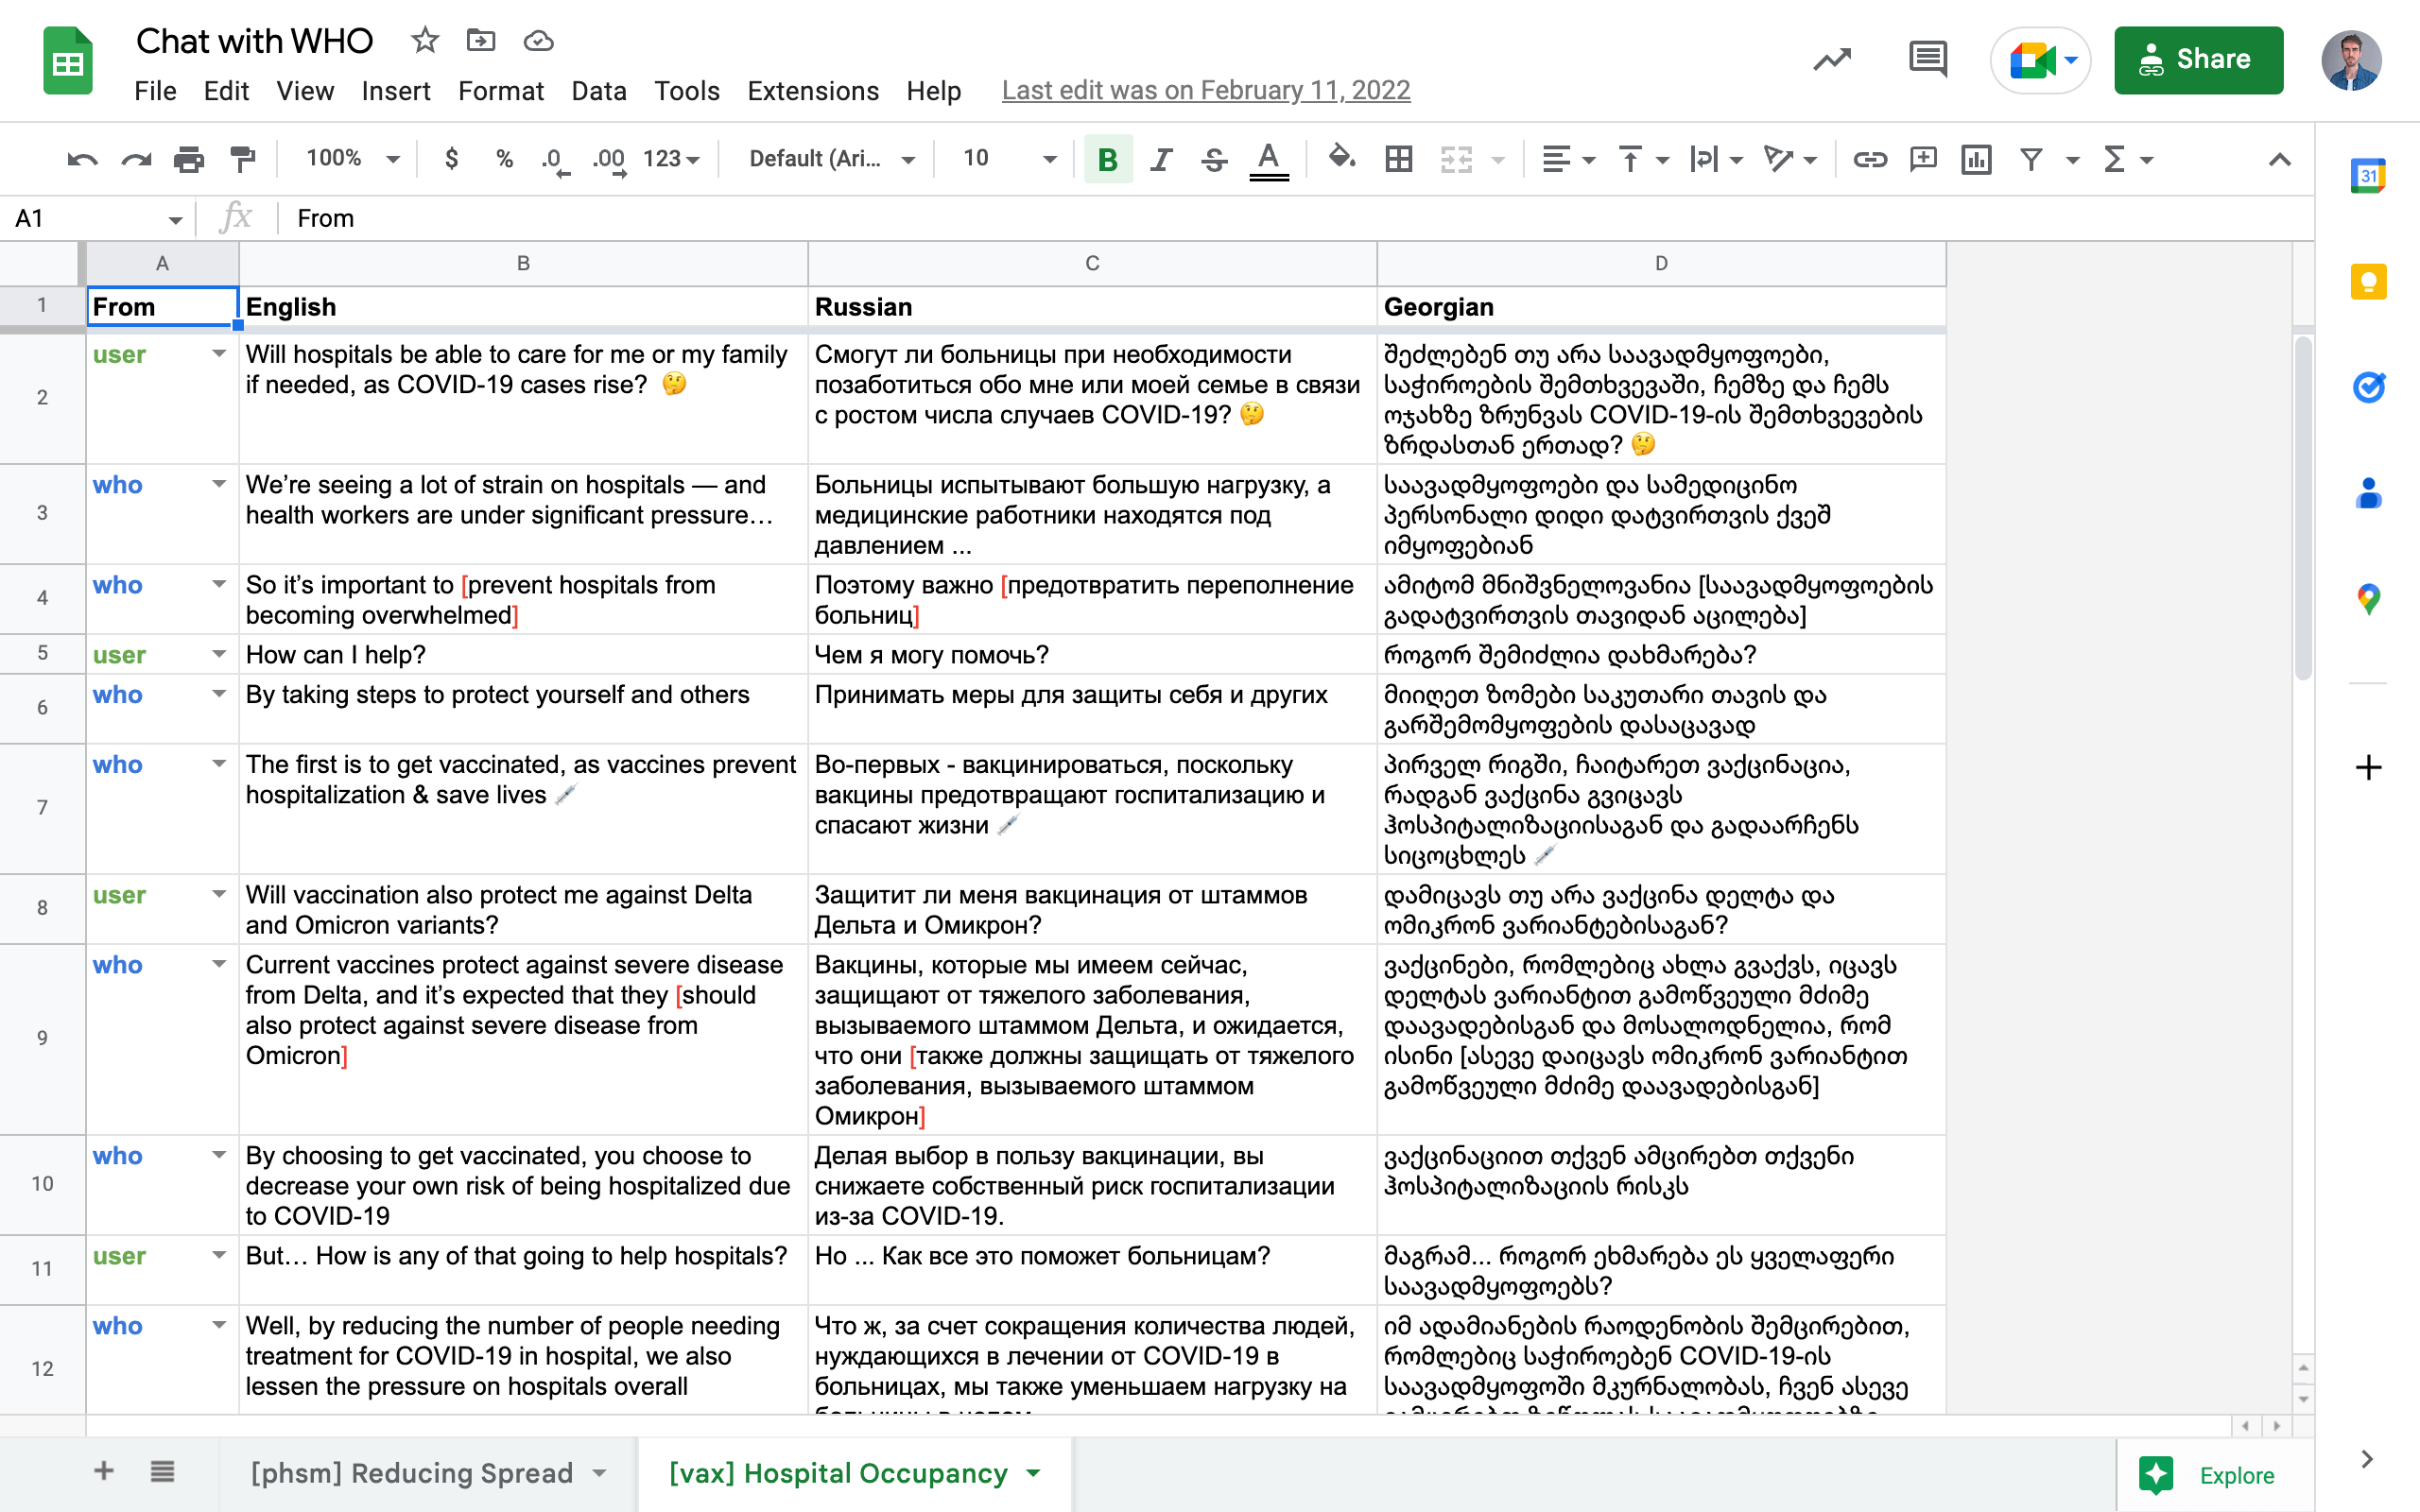 Chat with WHO
File Edit View Insert Format Data Tools Extensions Help Last edit was on February 11, 2022
Share
100% $ % .0 .00 123 Default (Ari... 10 B I S A
31
A1 fx From
A B C D
1 From English Russian Georgian
2 user
Will hospitals be able to care for me or my family
if needed, as COVID-19 cases rise? 🤔
Смогут ли больницы при необходимости
позаботиться обо мне или моей семье в связи
с ростом числа случаев COVID-19? 🤔
შეძლებენ თუ არა საავადმყოფოები,
საჭიროების შემთხვევაში, ჩემზე და ჩემს
ოჯახზე ზრუნვას COVID-19-ის შემთხვევების
ზრდასთან ერთად? 🤔
3 who
We’re seeing a lot of strain on hospitals — and
health workers are under significant pressure…
Больницы испытывают большую нагрузку, а
медицинские работники находятся под
давлением ...
საავადმყოფოები და სამედიცინო
პერსონალი დიდი დატვირთვის ქვეშ
იმყოფებიან
4 who
So it’s important to [prevent hospitals from
becoming overwhelmed]
Поэтому важно [предотвратить переполнение
больниц]
ამიტომ მნიშვნელოვანია [საავადმყოფოების
გადატვირთვის თავიდან აცილება]
5 user
How can I help?
Чем я могу помочь?
როგორ შემიძლია დახმარება?
6 who
By taking steps to protect yourself and others
Принимать меры для защиты себя и других
მიიღეთ ზომები საკუთარი თავის და
გარშემომყოფების დასაცავად
7 who
The first is to get vaccinated, as vaccines prevent
hospitalization & save lives 💉
Во-первых - вакцинироваться, поскольку
вакцины предотвращают госпитализацию и
спасают жизни 💉
პირველ რიგში, ჩაიტარეთ ვაქცინაცია,
რადგან ვაქცინა გვიცავს
ჰოსპიტალიზაციისაგან და გადაარჩენს
სიცოცხლეს 💉
8 user
Will vaccination also protect me against Delta
and Omicron variants?
Защитит ли меня вакцинация от штаммов
Дельта и Омикрон?
დამიცავს თუ არა ვაქცინა დელტა და
ომიკრონ ვარიანტებისაგან?
9 who
Current vaccines protect against severe disease
from Delta, and it’s expected that they [should
also protect against severe disease from
Omicron]
Вакцины, которые мы имеем сейчас,
защищают от тяжелого заболевания,
вызываемого штаммом Дельта, и ожидается,
что они [также должны защищать от тяжелого
заболевания, вызываемого штаммом
Омикрон]
ვაქცინები, რომლებიც ახლა გვაქვს, იცავს
დელტას ვარიანტით გამოწვეული მძიმე
დაავადებისგან და მოსალოდნელია, რომ
ისინი [ასევე დაიცავს ომიკრონ ვარიანტით
გამოწვეული მძიმე დაავადებისგან]
10 who
By choosing to get vaccinated, you choose to
decrease your own risk of being hospitalized due
to COVID-19
Делая выбор в пользу вакцинации, вы
снижаете собственный риск госпитализации
из-за COVID-19.
ვაქცინაციით თქვენ ამცირებთ თქვენი
ჰოსპიტალიზაციის რისკს
11 user
But… How is any of that going to help hospitals?
Но ... Как все это поможет больницам?
მაგრამ... როგორ ეხმარება ეს ყველაფერი
საავადმყოფოებს?
12 who
Well, by reducing the number of people needing
treatment for COVID-19 in hospital, we also
lessen the pressure on hospitals overall
Что ж, за счет сокращения количества людей,
нуждающихся в лечении от COVID-19 в
больницах, мы также уменьшаем нагрузку на
იმ ადამიანების რაოდენობის შემცირებით,
რომლებიც საჭიროებენ COVID-19-ის
საავადმყოფოში მკურნალობას, ჩვენ ასევე
[phsm] Reducing Spread [vax] Hospital Occupancy Explore